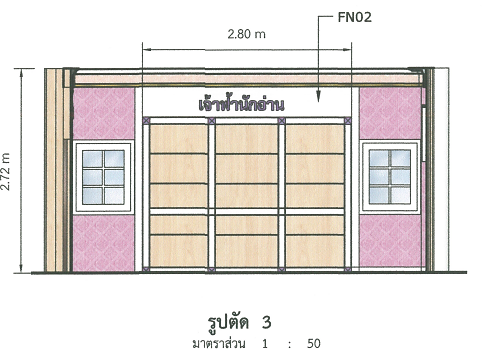 FN02
2.80 m
เจ้าฟ้านักอ่าน
2.72 m
รูปตัด 3
มาตราส่วน 1 : 50